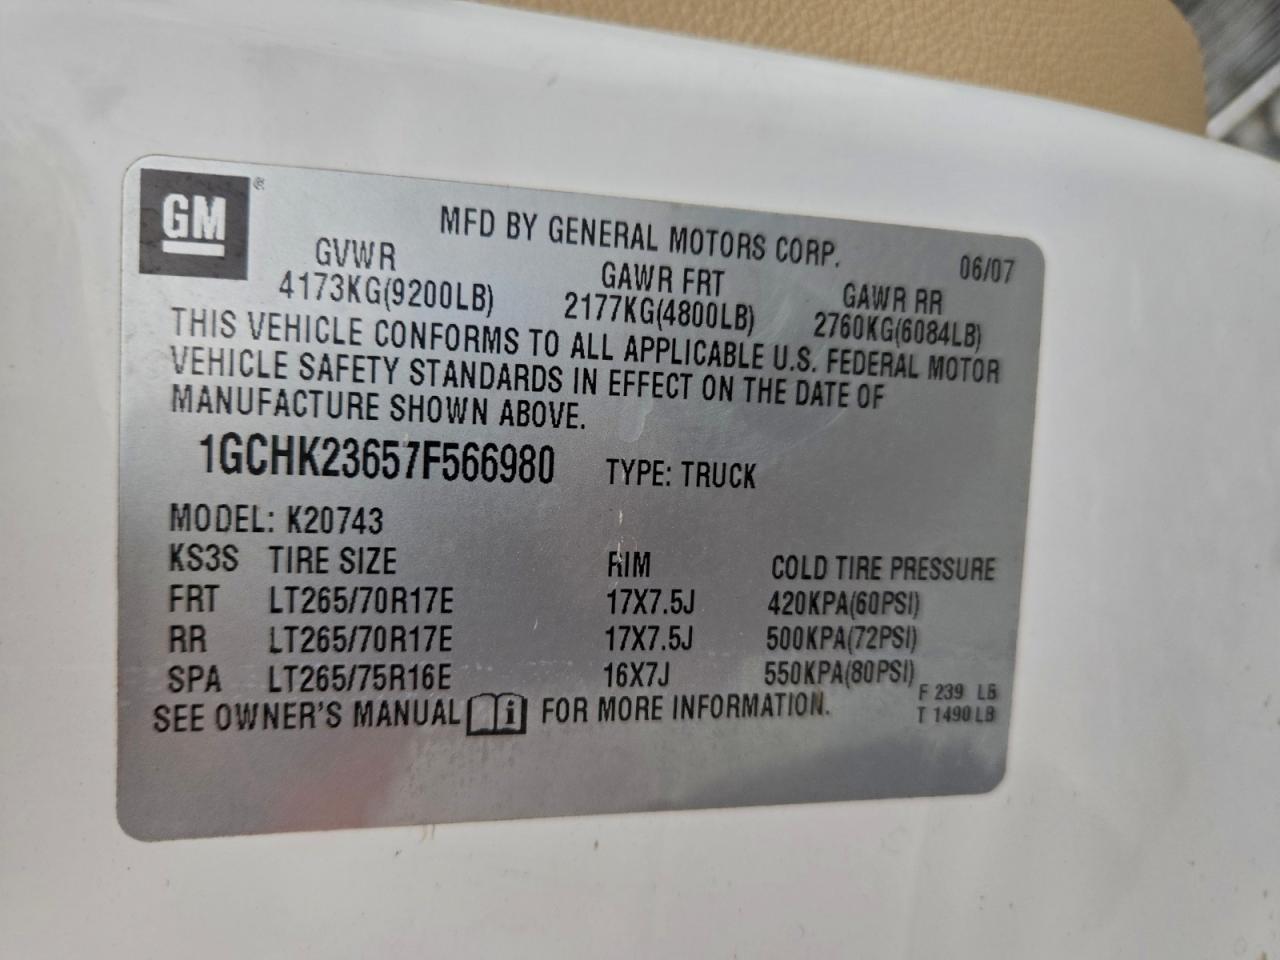 GM ®
MFD BY GENERAL MOTORS CORP. 06/07
GVWR GAWR FRT GAWR RR
4173KG(9200LB) 2177KG(4800LB) 2760KG(6084LB)
THIS VEHICLE CONFORMS TO ALL APPLICABLE U.S. FEDERAL MOTOR
VEHICLE SAFETY STANDARDS IN EFFECT ON THE DATE OF
MANUFACTURE SHOWN ABOVE.
1GCHK23657F566980 TYPE: TRUCK
MODEL: K20743
KS3S TIRE SIZE RIM COLD TIRE PRESSURE
FRT LT265/70R17E 17X7.5J 420KPA(60PSI)
RR LT265/70R17E 17X7.5J 500KPA(72PSI)
SPA LT265/75R16E 16X7J 550KPA(80PSI)
F 239 LB
SEE OWNER'S MANUAL i FOR MORE INFORMATION. T 1490 LB